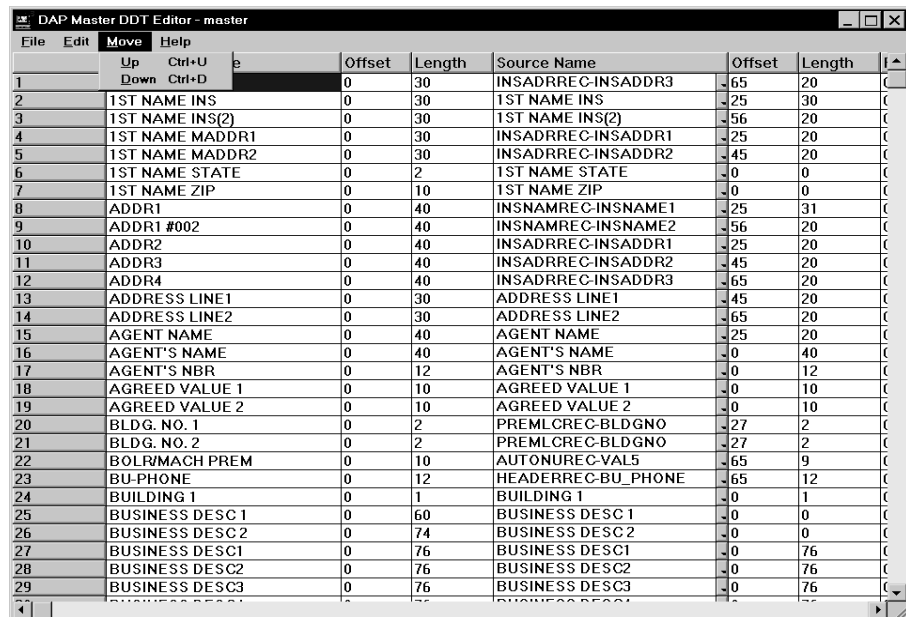 DAP Master DDT Editor - master
File Edit Move Help
Up Ctrl+U
Down Ctrl+D
e Offset Length Source Name Offset Length
1 0 30 INSADRREC-INSADDR3 65 20
2 1ST NAME INS 0 30 1ST NAME INS 25 30
3 1ST NAME INS(2) 0 30 1ST NAME INS(2) 56 20
4 1ST NAME MADDR1 0 30 INSADRREC-INSADDR1 25 20
5 1ST NAME MADDR2 0 30 INSADRREC-INSADDR2 45 20
6 1ST NAME STATE 0 2 1ST NAME STATE 0 0
7 1ST NAME ZIP 0 10 1ST NAME ZIP 0 0
8 ADDR1 0 40 INSNAMREC-INSNAME1 25 31
9 ADDR1 #002 0 40 INSNAMREC-INSNAME2 56 20
10 ADDR2 0 40 INSADRREC-INSADDR1 25 20
11 ADDR3 0 40 INSADRREC-INSADDR2 45 20
12 ADDR4 0 40 INSADRREC-INSADDR3 65 20
13 ADDRESS LINE1 0 30 ADDRESS LINE1 45 20
14 ADDRESS LINE2 0 30 ADDRESS LINE2 65 20
15 AGENT NAME 0 40 AGENT NAME 25 20
16 AGENT'S NAME 0 40 AGENT'S NAME 0 40
17 AGENT'S NBR 0 12 AGENT'S NBR 0 12
18 AGREED VALUE 1 0 10 AGREED VALUE 1 0 10
19 AGREED VALUE 2 0 10 AGREED VALUE 2 0 10
20 BLDG. NO. 1 0 2 PREMLCREC-BLDGNO 27 2
21 BLDG. NO. 2 0 2 PREMLCREC-BLDGNO 27 2
22 BOLR/MACH PREM 0 10 AUTONUREC-VAL5 65 9
23 BU-PHONE 0 12 HEADERREC-BU_PHONE 65 12
24 BUILDING 1 0 1 BUILDING 1 0 1
25 BUSINESS DESC 1 0 60 BUSINESS DESC 1 0 0
26 BUSINESS DESC 2 0 74 BUSINESS DESC 2 0 0
27 BUSINESS DESC1 0 76 BUSINESS DESC1 0 76
28 BUSINESS DESC2 0 76 BUSINESS DESC2 0 76
29 BUSINESS DESC3 0 76 BUSINESS DESC3 0 76